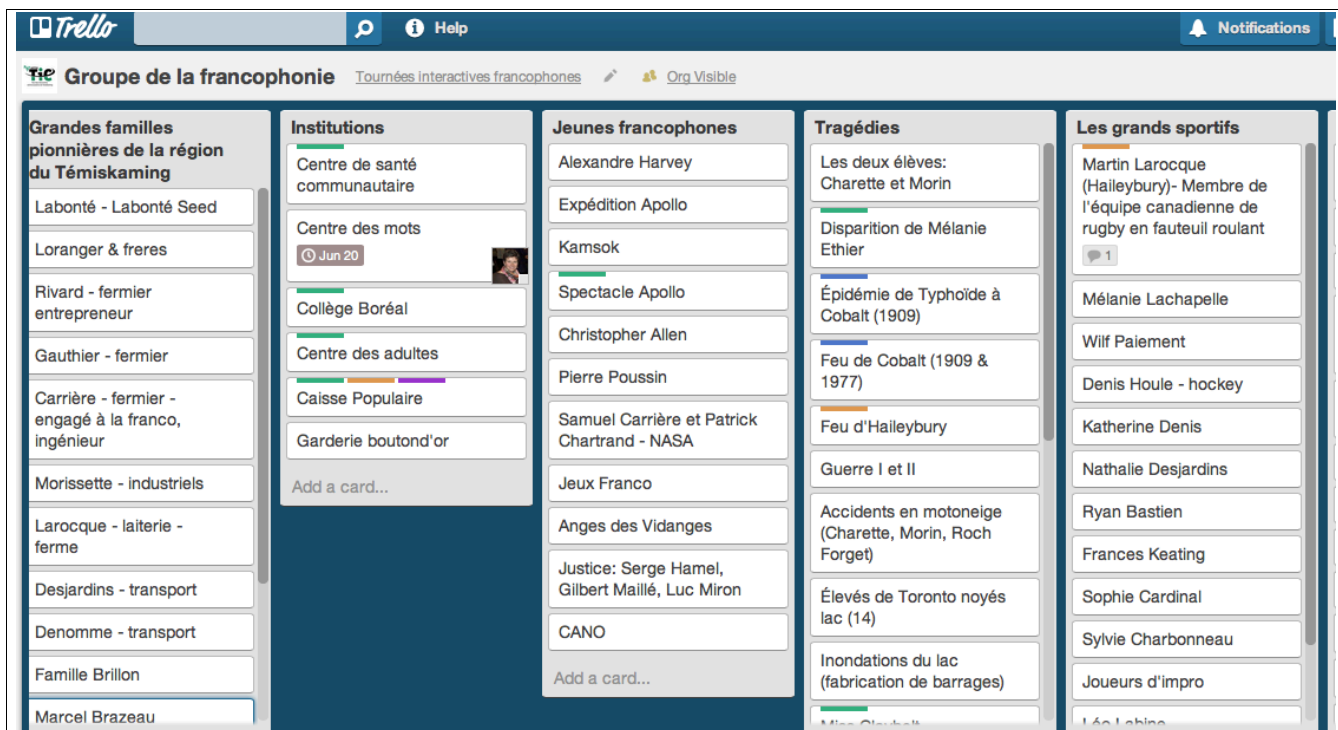 Trello
Help
Notifications
TiC
Groupe de la francophonie
Tournées interactives francophones
Org Visible
Grandes familles
pionnières de la région
du Témiskaming
Labonté - Labonté Seed
Loranger & freres
Rivard - fermier
entrepreneur
Gauthier - fermier
Carrière - fermier -
engagé à la franco,
ingénieur
Morissette - industriels
Larocque - laiterie -
ferme
Desjardins - transport
Denomme - transport
Famille Brillon
Marcel Brazeau
Institutions
Centre de santé
communautaire
Centre des mots
Jun 20
Collège Boréal
Centre des adultes
Caisse Populaire
Garderie boutond'or
Add a card...
Jeunes francophones
Alexandre Harvey
Expédition Apollo
Kamsok
Spectacle Apollo
Christopher Allen
Pierre Poussin
Samuel Carrière et Patrick
Chartrand - NASA
Jeux Franco
Anges des Vidanges
Justice: Serge Hamel,
Gilbert Maillé, Luc Miron
CANO
Add a card...
Tragédies
Les deux élèves:
Charette et Morin
Disparition de Mélanie
Ethier
Épidémie de Typhoïde à
Cobalt (1909)
Feu de Cobalt (1909 &
1977)
Feu d'Haileybury
Guerre I et II
Accidents en motoneige
(Charette, Morin, Roch
Forget)
Élevés de Toronto noyés
lac (14)
Inondations du lac
(fabrication de barrages)
Les grands sportifs
Martin Larocque
(Haileybury)- Membre de
l'équipe canadienne de
rugby en fauteuil roulant
1
Mélanie Lachapelle
Wilf Paiement
Denis Houle - hockey
Katherine Denis
Nathalie Desjardins
Ryan Bastien
Frances Keating
Sophie Cardinal
Sylvie Charbonneau
Joueurs d'impro